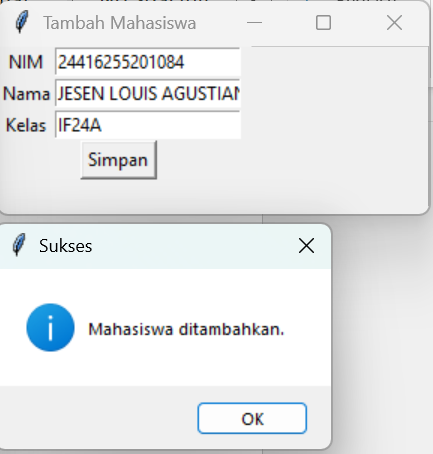 Tambah Mahasiswa
NIM 24416255201084
Nama JESEN LOUIS AGUSTIAN
Kelas IF24A
Simpan
Sukses
Mahasiswa ditambahkan.
OK